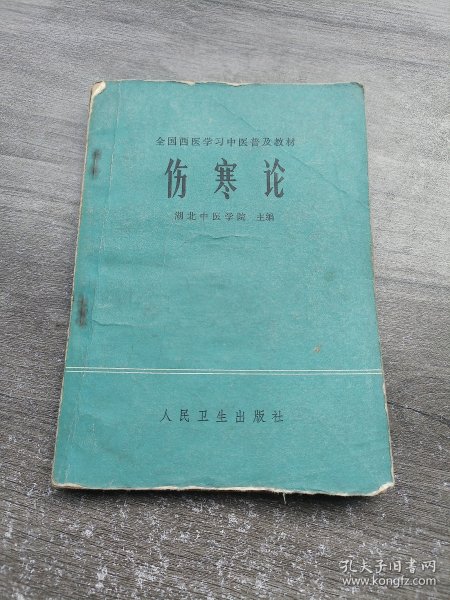 全国西医学习中医普及教材
伤寒论
湖北中医学院 主编
人民卫生出版社
孔夫子旧书网
www.kongfz.com